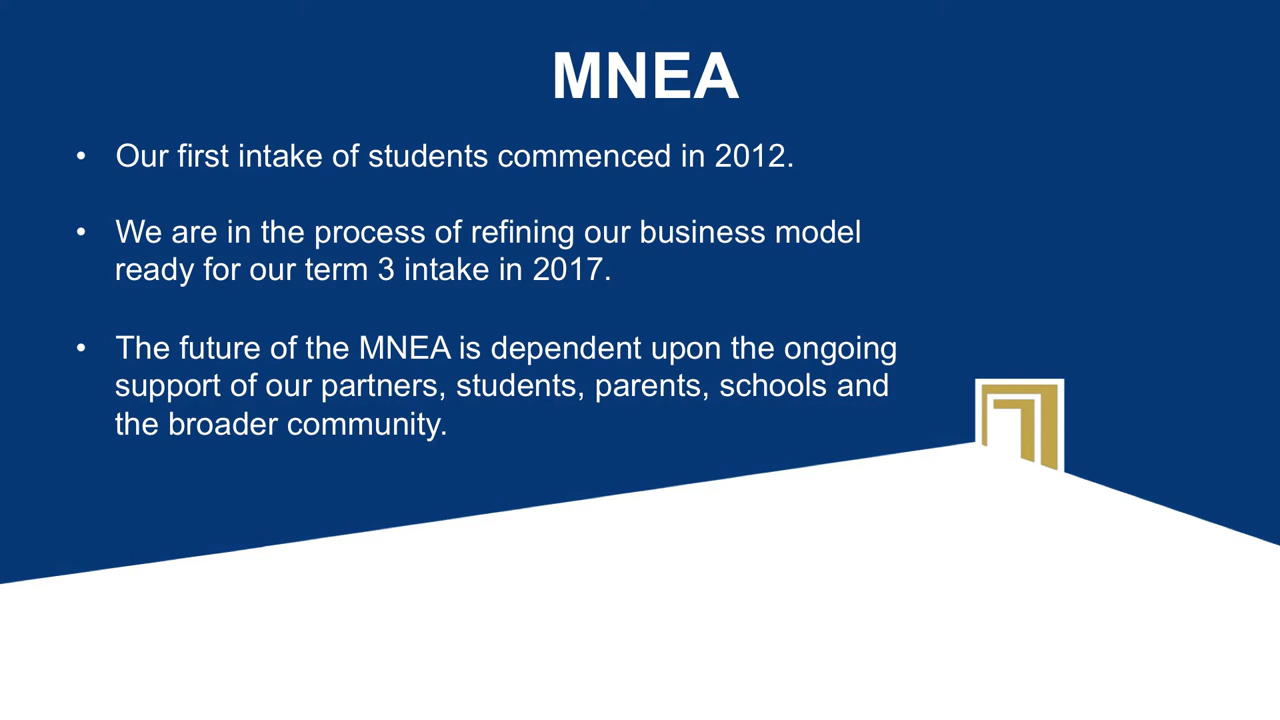 MNEA
• Our first intake of students commenced in 2012.
• We are in the process of refining our business model
ready for our term 3 intake in 2017.
• The future of the MNEA is dependent upon the ongoing
support of our partners, students, parents, schools and
the broader community.